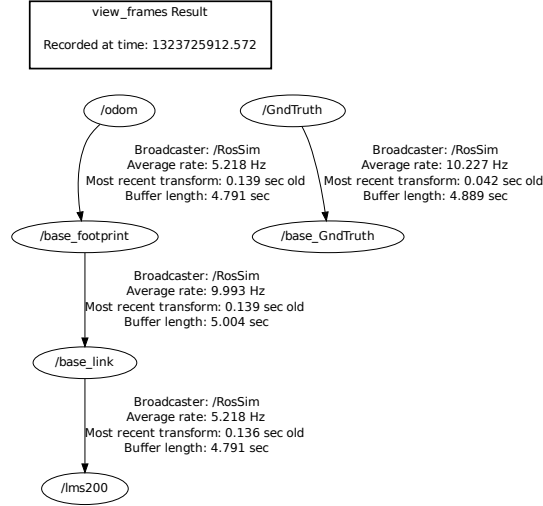 view_frames Result
Recorded at time: 1323725912.572
/odom
/GndTruth
Broadcaster: /RosSim
Average rate: 5.218 Hz
Most recent transform: 0.139 sec old
Buffer length: 4.791 sec
Broadcaster: /RosSim
Average rate: 10.227 Hz
Most recent transform: 0.042 sec old
Buffer length: 4.889 sec
/base_footprint
/base_GndTruth
Broadcaster: /RosSim
Average rate: 9.993 Hz
Most recent transform: 0.139 sec old
Buffer length: 5.004 sec
/base_link
Broadcaster: /RosSim
Average rate: 5.218 Hz
Most recent transform: 0.136 sec old
Buffer length: 4.791 sec
/lms200